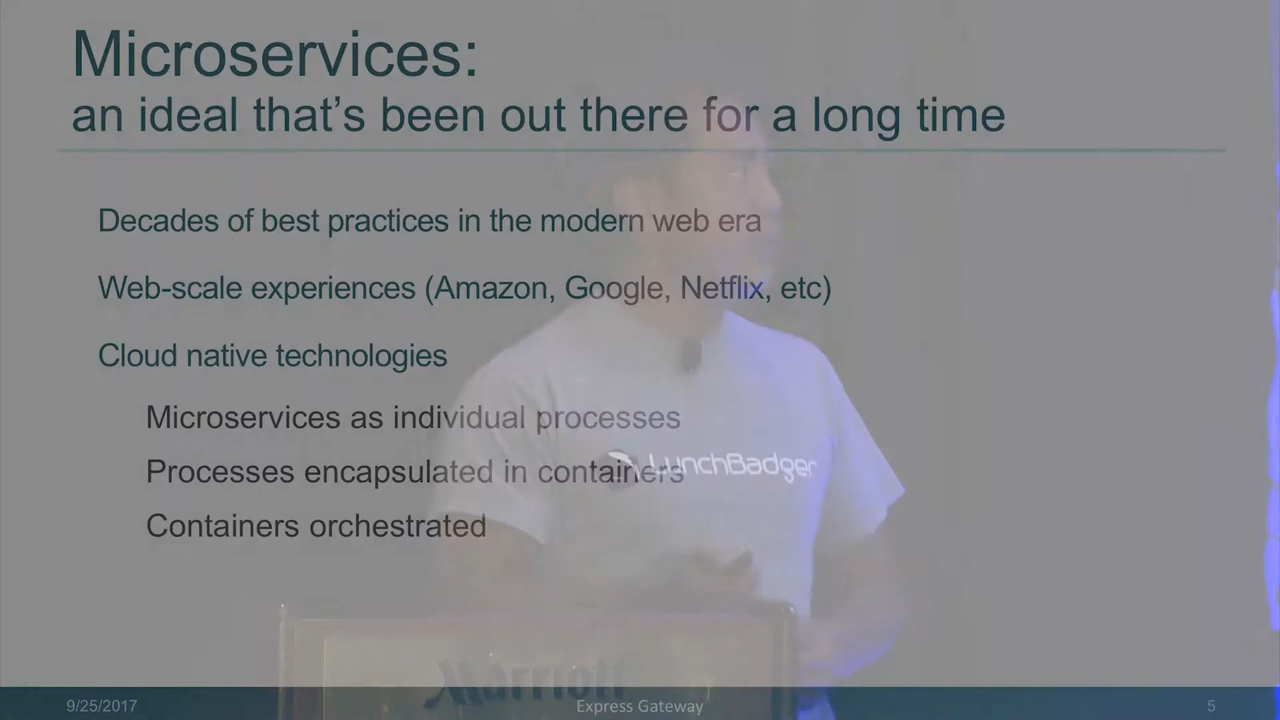 Microservices:
an ideal that's been out there for a long time
Decades of best practices in the modern web era
Web-scale experiences (Amazon, Google, Netflix, etc)
Cloud native technologies
Microservices as individual processes
Processes encapsulated in containers
LunchBadger
Containers orchestrated
Marriott
9/25/2017
Express Gateway
5